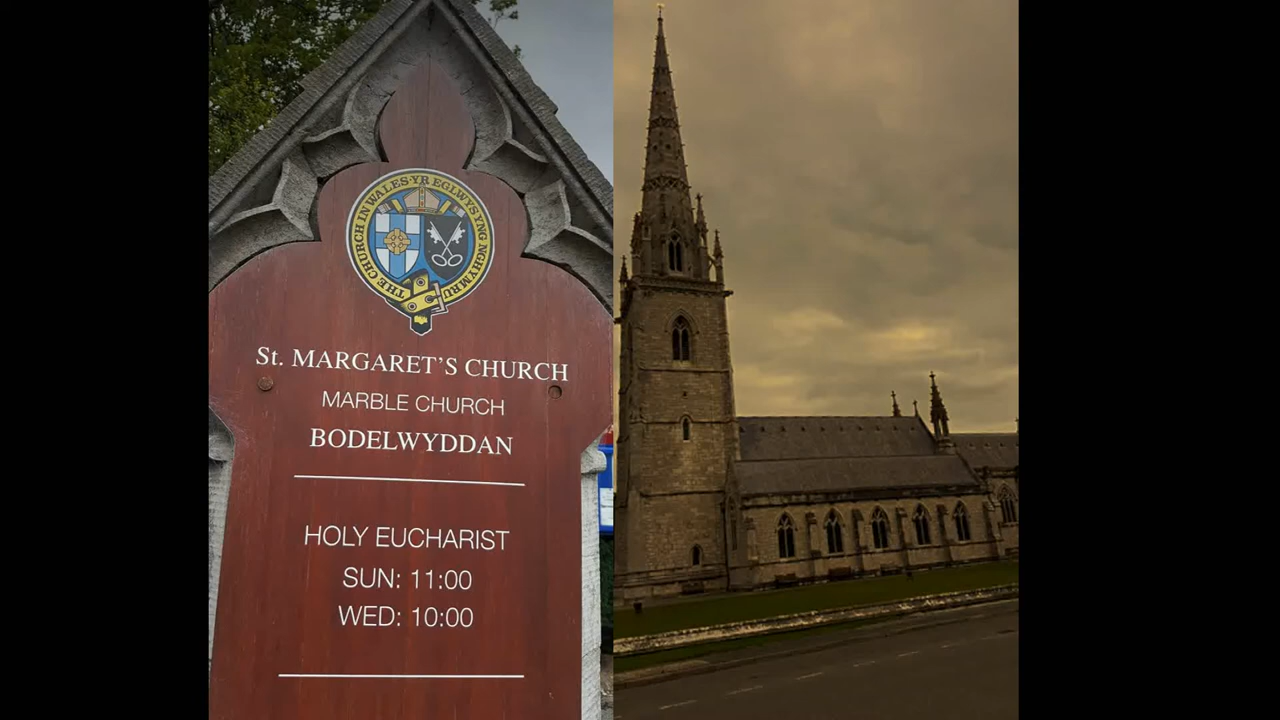 THE CHURCH IN WALES·YR EGLWYS YNG NGHYMRU
St. MARGARET'S CHURCH
MARBLE CHURCH
BODELWYDDAN
HOLY EUCHARIST
SUN: 11:00
WED: 10:00